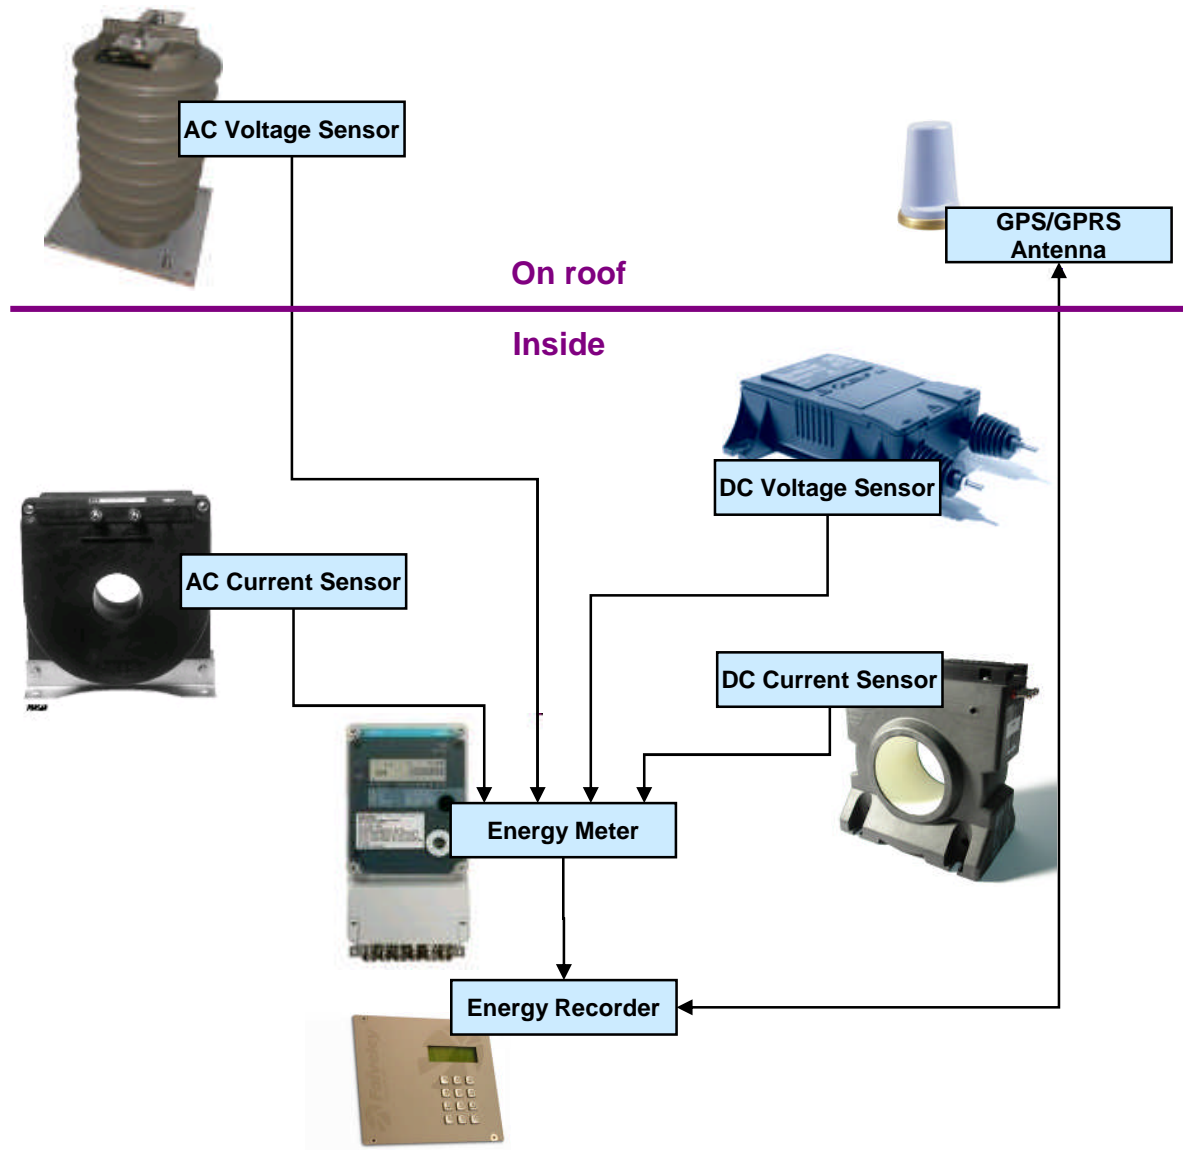 AC Voltage Sensor
GPS/GPRS
Antenna
On roof
Inside
DC Voltage Sensor
AC Current Sensor
DC Current Sensor
Energy Meter
Energy Recorder